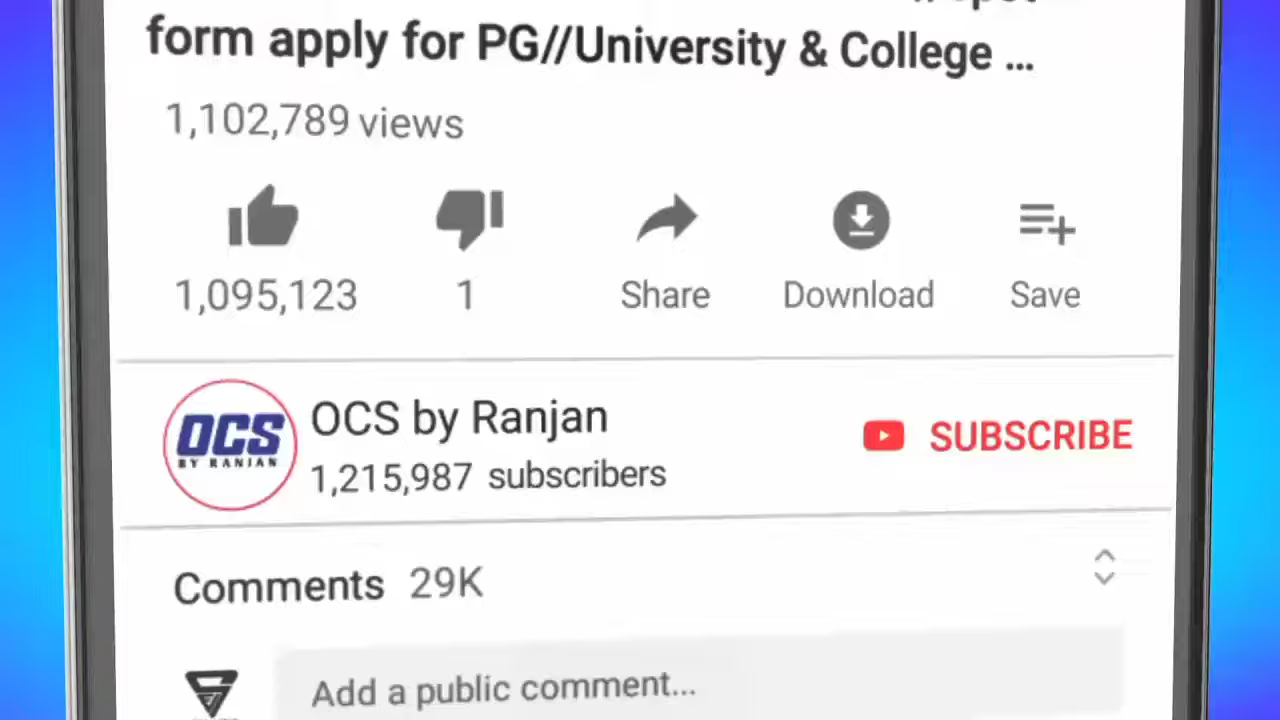 form apply for PG//University & College ...
1,102,789 views
1,095,123
1
Share
Download
Save
OCS
BY RANJAN
OCS by Ranjan
1,215,987 subscribers
SUBSCRIBE
Comments 29K
Add a public comment...